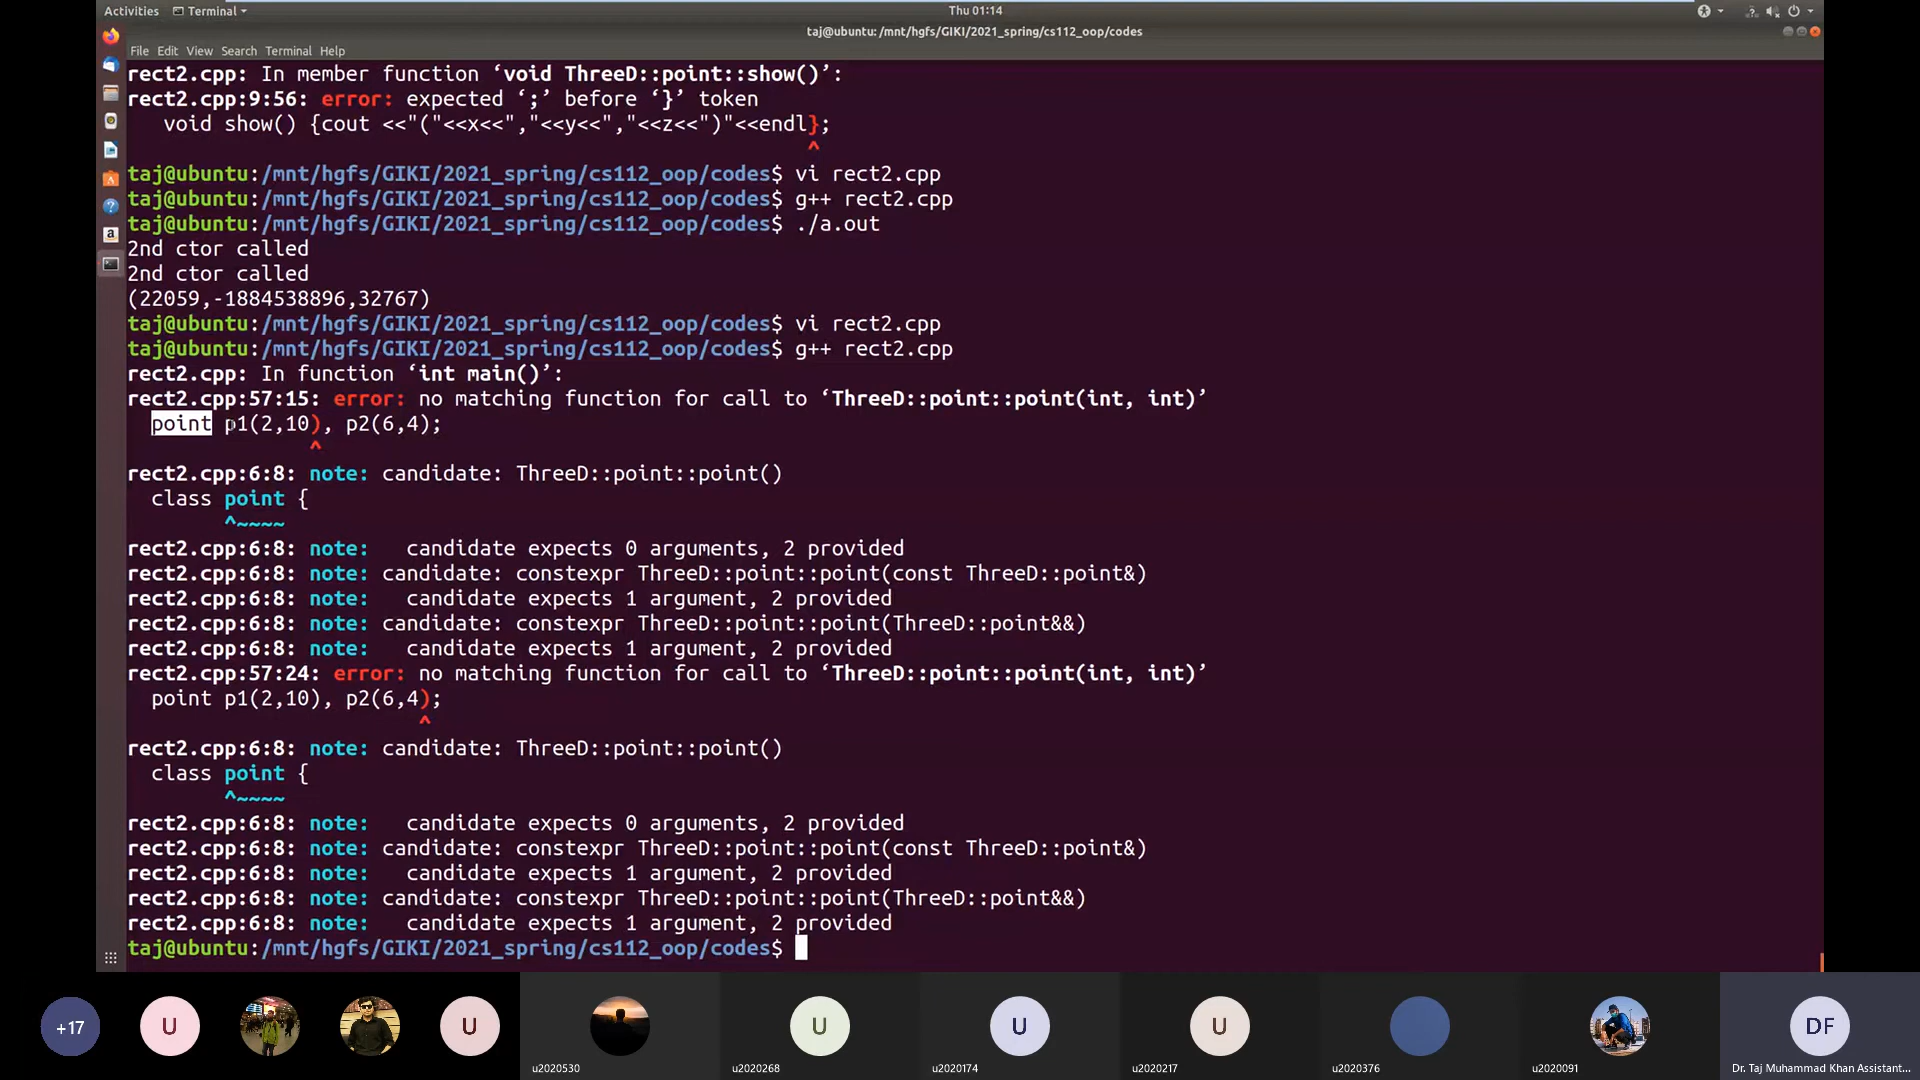 Activities Terminal Thu 01:14
taj@ubuntu: /mnt/hgfs/GIKI/2021_spring/cs112_oop/codes
File Edit View Search Terminal Help
rect2.cpp: In member function ‘void ThreeD::point::show()’:
rect2.cpp:9:56: error: expected ‘;’ before ‘}’ token
void show() {cout <<"("<<x<<","<<y<<","<<z<<")"<<endl};
^
taj@ubuntu:/mnt/hgfs/GIKI/2021_spring/cs112_oop/codes$ vi rect2.cpp
taj@ubuntu:/mnt/hgfs/GIKI/2021_spring/cs112_oop/codes$ g++ rect2.cpp
taj@ubuntu:/mnt/hgfs/GIKI/2021_spring/cs112_oop/codes$ ./a.out
2nd ctor called
2nd ctor called
(22059,-1884538896,32767)
taj@ubuntu:/mnt/hgfs/GIKI/2021_spring/cs112_oop/codes$ vi rect2.cpp
taj@ubuntu:/mnt/hgfs/GIKI/2021_spring/cs112_oop/codes$ g++ rect2.cpp
rect2.cpp: In function ‘int main()’:
rect2.cpp:57:15: error: no matching function for call to ‘ThreeD::point::point(int, int)’
point p1(2,10), p2(6,4);
^
rect2.cpp:6:8: note: candidate: ThreeD::point::point()
class point {
^~~~~
rect2.cpp:6:8: note:   candidate expects 0 arguments, 2 provided
rect2.cpp:6:8: note: candidate: constexpr ThreeD::point::point(const ThreeD::point&)
rect2.cpp:6:8: note:   candidate expects 1 argument, 2 provided
rect2.cpp:6:8: note: candidate: constexpr ThreeD::point::point(ThreeD::point&&)
rect2.cpp:6:8: note:   candidate expects 1 argument, 2 provided
rect2.cpp:57:24: error: no matching function for call to ‘ThreeD::point::point(int, int)’
point p1(2,10), p2(6,4);
^
rect2.cpp:6:8: note: candidate: ThreeD::point::point()
class point {
^~~~~
rect2.cpp:6:8: note:   candidate expects 0 arguments, 2 provided
rect2.cpp:6:8: note: candidate: constexpr ThreeD::point::point(const ThreeD::point&)
rect2.cpp:6:8: note:   candidate expects 1 argument, 2 provided
rect2.cpp:6:8: note: candidate: constexpr ThreeD::point::point(ThreeD::point&&)
rect2.cpp:6:8: note:   candidate expects 1 argument, 2 provided
taj@ubuntu:/mnt/hgfs/GIKI/2021_spring/cs112_oop/codes$
+17 U U U U U DF
u2020530 u2020268 u2020174 u2020217 u2020376 u2020091 Dr. Taj Muhammad Khan Assistant...